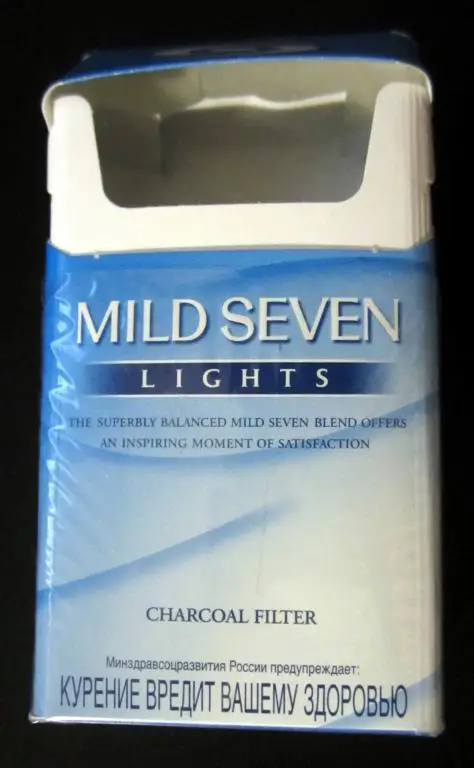 MILD SEVEN
LIGHTS
THE SUPERBLY BALANCED MILD SEVEN BLEND OFFERS
AN INSPIRING MOMENT OF SATISFACTION
CHARCOAL FILTER
Минздравсоцразвития России предупреждает:
КУРЕНИЕ ВРЕДИТ ВАШЕМУ ЗДОРОВЬЮ